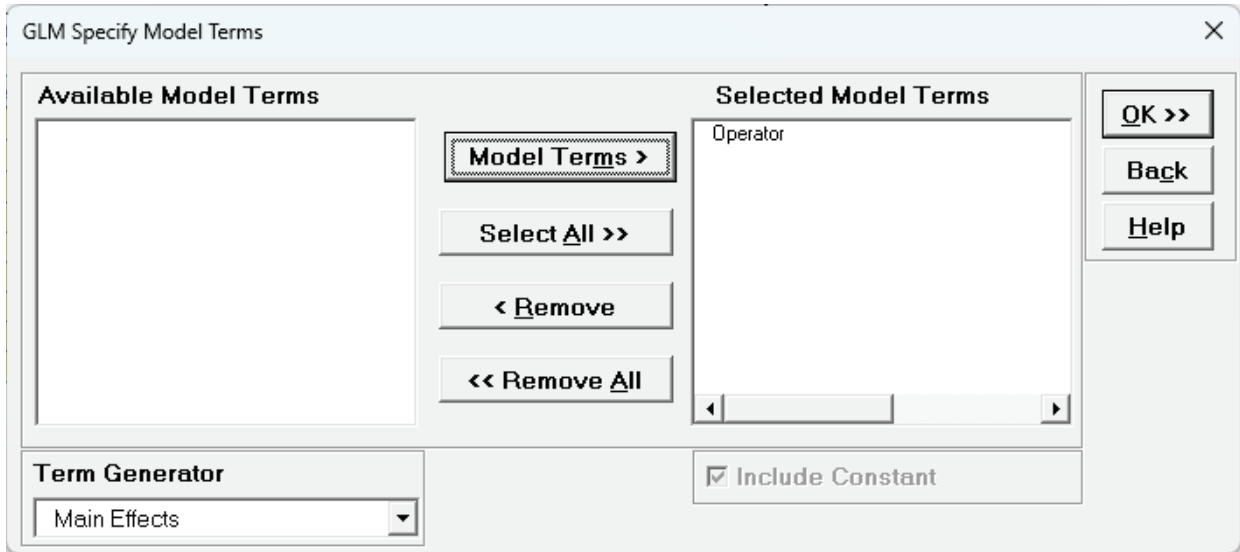 GLM Specify Model Terms
Available Model Terms
Selected Model Terms
Operator
Model Terms >
Select All >>
< Remove
<< Remove All
OK >>
Back
Help
Term Generator
Main Effects
Include Constant